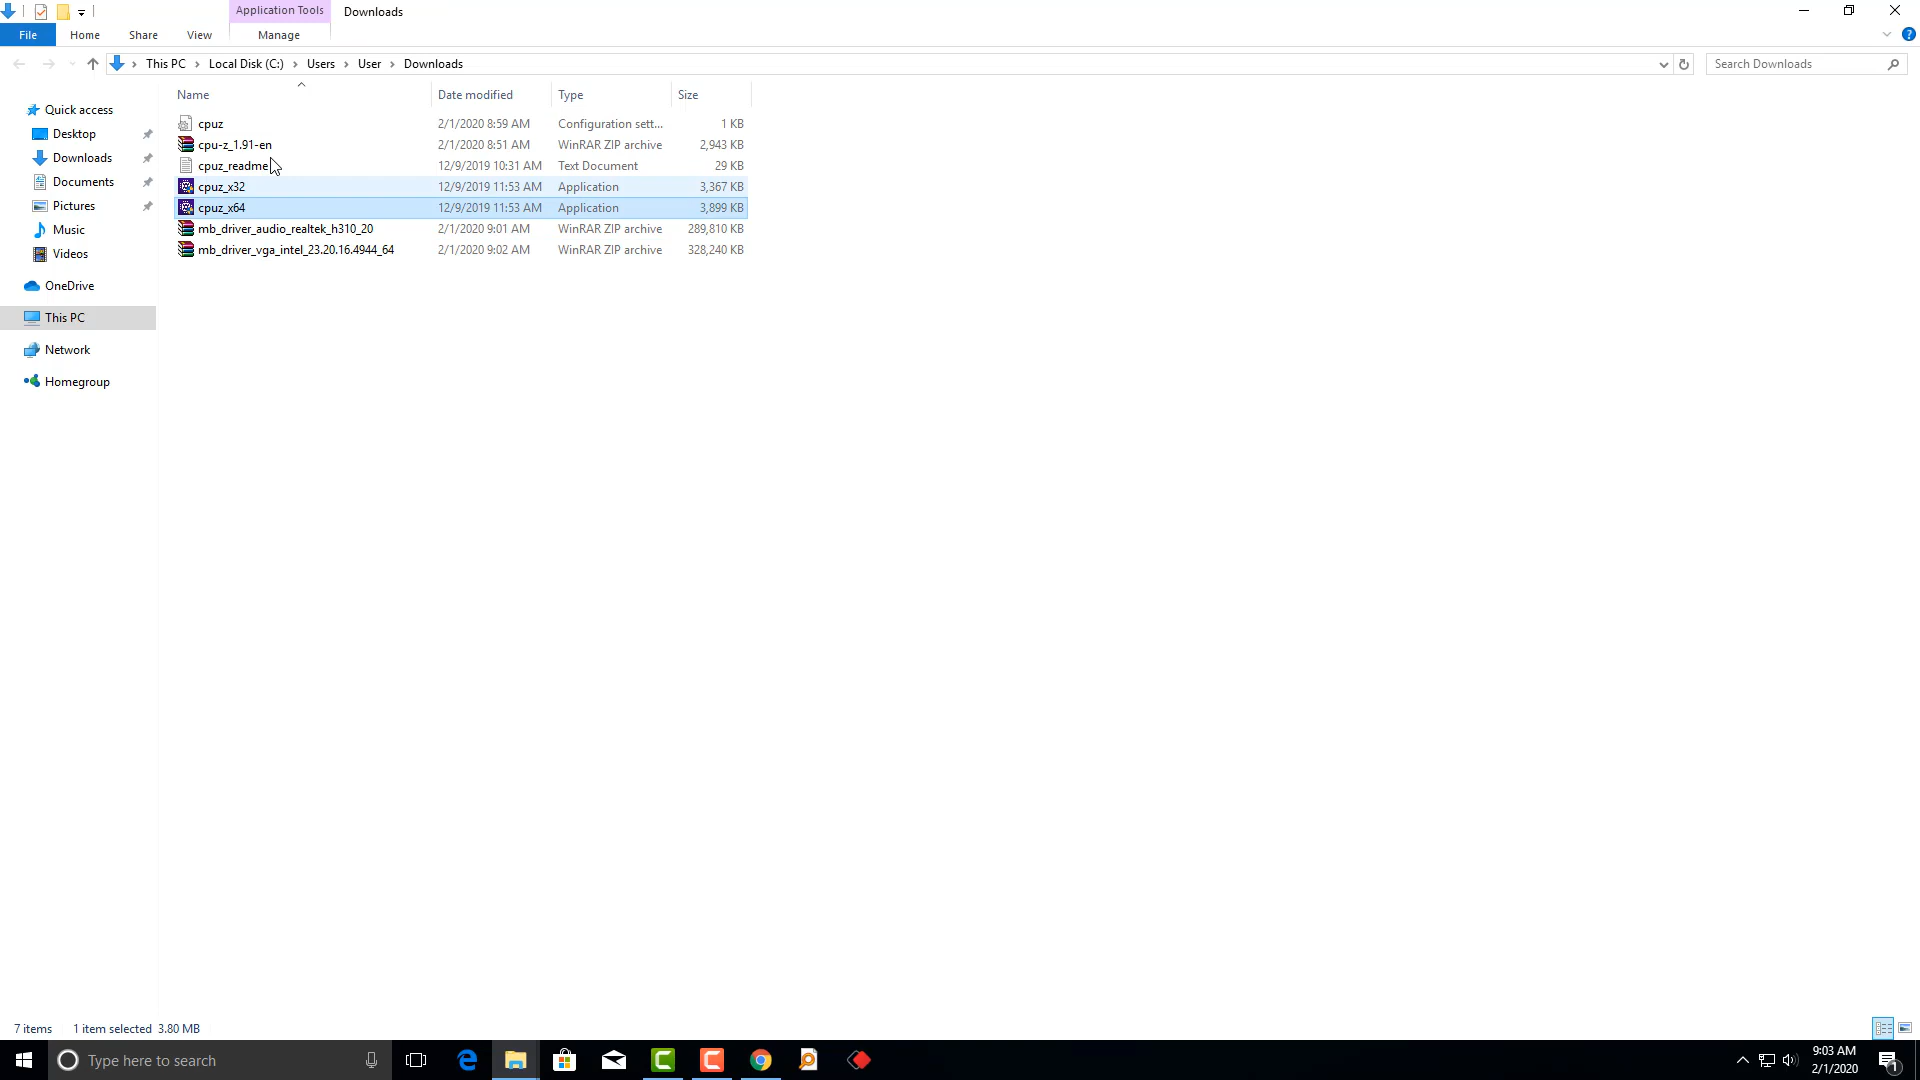 Application Tools
Downloads
File
Home
Share
View
Manage
This PC
Local Disk (C:)
Users
User
Downloads
Search Downloads
Name
Date modified
Type
Size
Quick access
Desktop
Downloads
Documents
Pictures
Music
Videos
OneDrive
This PC
Network
Homegroup
cpuz 2/1/2020 8:59 AM Configuration sett... 1 KB
cpu-z_1.91-en 2/1/2020 8:51 AM WinRAR ZIP archive 2,943 KB
cpuz_readme 12/9/2019 10:31 AM Text Document 29 KB
cpuz_x32 12/9/2019 11:53 AM Application 3,367 KB
cpuz_x64 12/9/2019 11:53 AM Application 3,899 KB
mb_driver_audio_realtek_h310_20 2/1/2020 9:01 AM WinRAR ZIP archive 289,810 KB
mb_driver_vga_intel_23.20.16.4944_64 2/1/2020 9:02 AM WinRAR ZIP archive 328,240 KB
7 items 1 item selected 3.80 MB
Type here to search
9:03 AM
2/1/2020
1